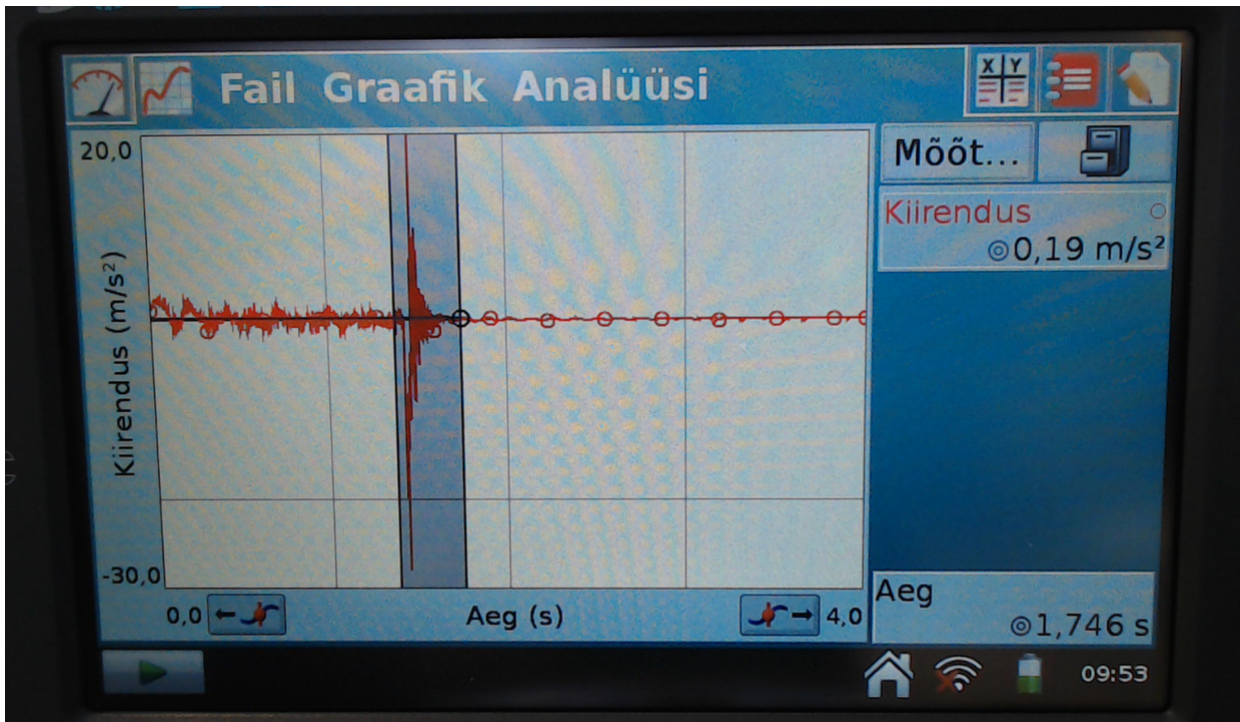 Fail Graafik Analüüsi
X Y
20,0
Kiirendus (m/s²)
-30,0
0,0
Aeg (s)
4,0
Mõõt...
Kiirendus
0,19 m/s²
Aeg
1,746 s
09:53